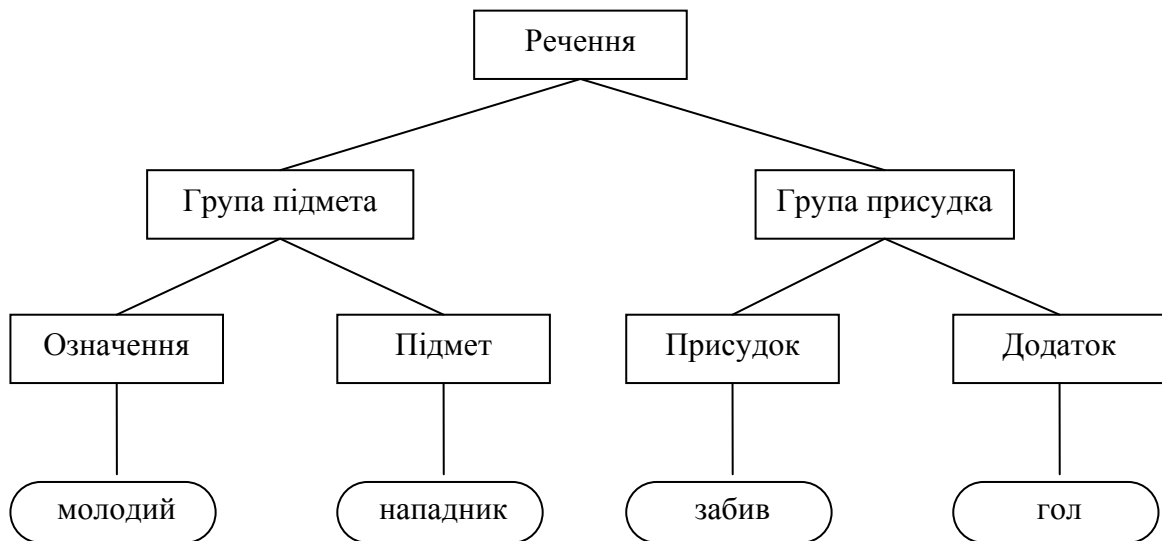 Речення
Група підмета
Група присудка
Означення
Підмет
Присудок
Додаток
молодий
нападник
забив
гол